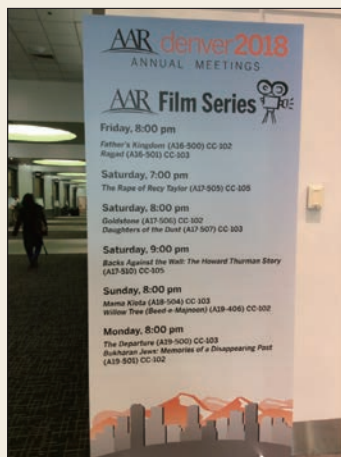 AAR denver2018
ANNUAL MEETINGS
AAR Film Series
Friday, 8:00 pm
Father's Kingdom (A16-500) CC-102
Ragad (A16-501) CC-103
Saturday, 7:00 pm
The Rape of Recy Taylor (A17-505) CC-105
Saturday, 8:00 pm
Goldstone (A17-506) CC-102
Daughters of the Dust (A17-507) CC-103
Saturday, 9:00 pm
Backs Against the Wall: The Howard Thurman Story
(A17-510) CC-105
Sunday, 8:00 pm
Mama Kiota (A18-504) CC-103
Willow Tree (Beed-e-Majnoon) (A18-406) CC-102
Monday, 8:00 pm
The Departure (A19-500) CC-103
Bukharan Jews: Memories of a Disappearing Past
(A19-501) CC-102